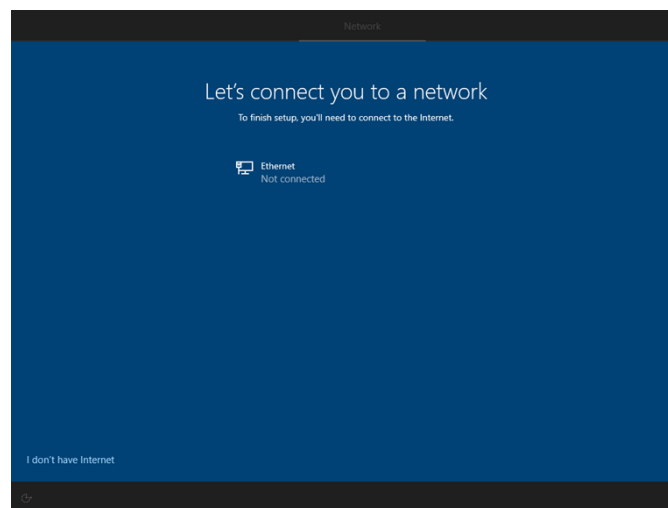 Network
Let's connect you to a network
To finish setup, you'll need to connect to the Internet.
Ethernet
Not connected
I don't have Internet